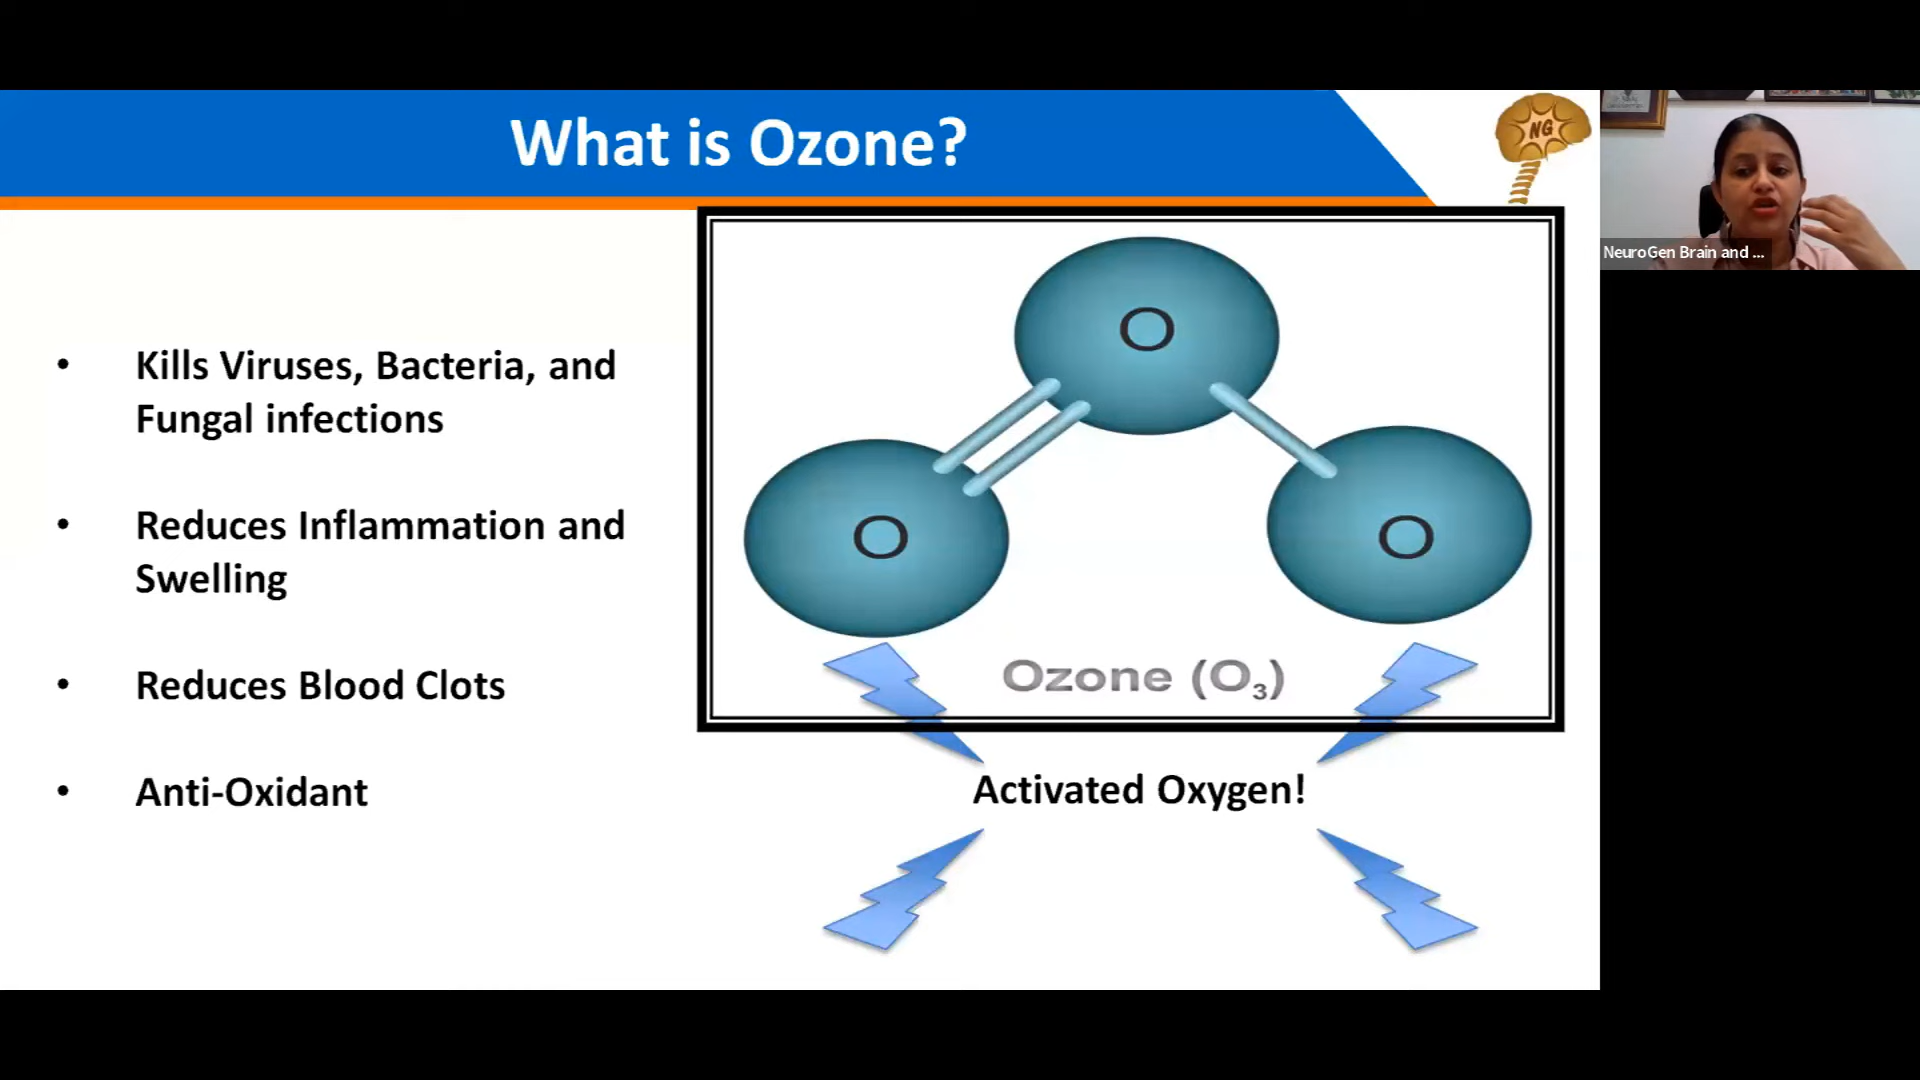 What is Ozone?
NG
NeuroGen Brain and ...
• Kills Viruses, Bacteria, and
Fungal infections
• Reduces Inflammation and
Swelling
• Reduces Blood Clots
• Anti-Oxidant
O
O
O
Ozone (O₃)
Activated Oxygen!